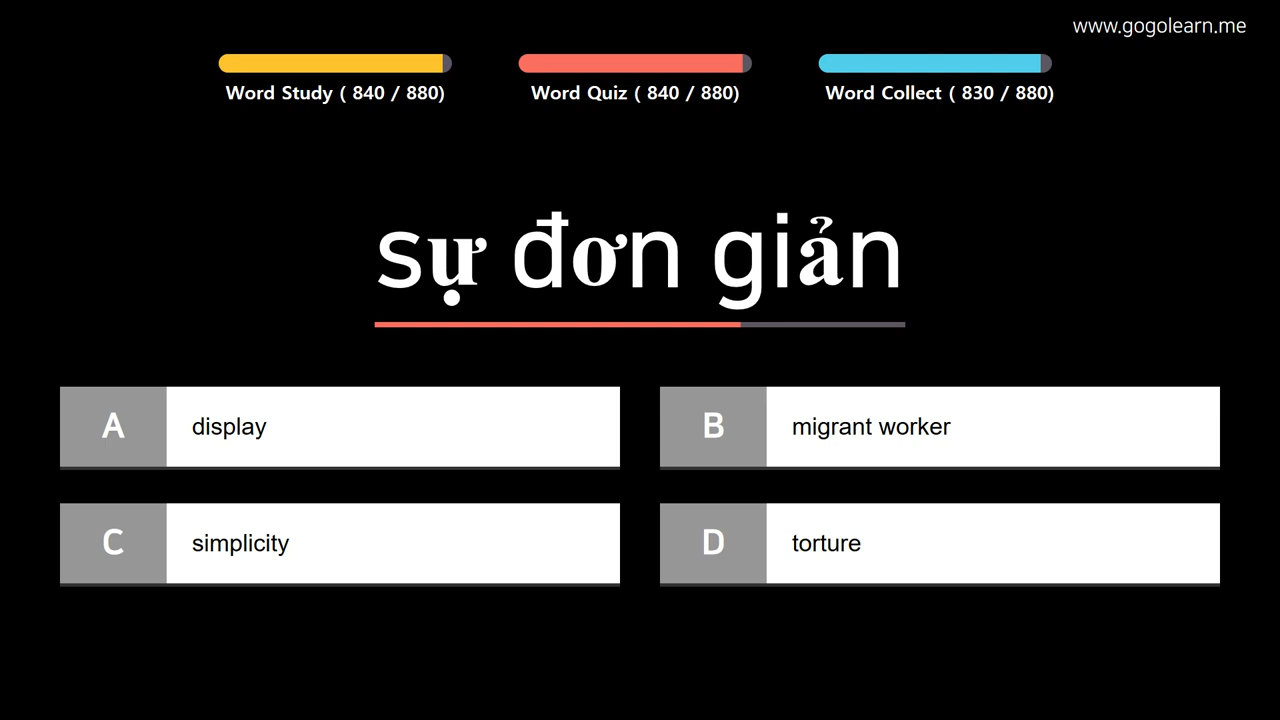 www.gogolearn.me
Word Study ( 840 / 880)
Word Quiz ( 840 / 880)
Word Collect ( 830 / 880)
sự đơn giản
A display
B migrant worker
C simplicity
D torture